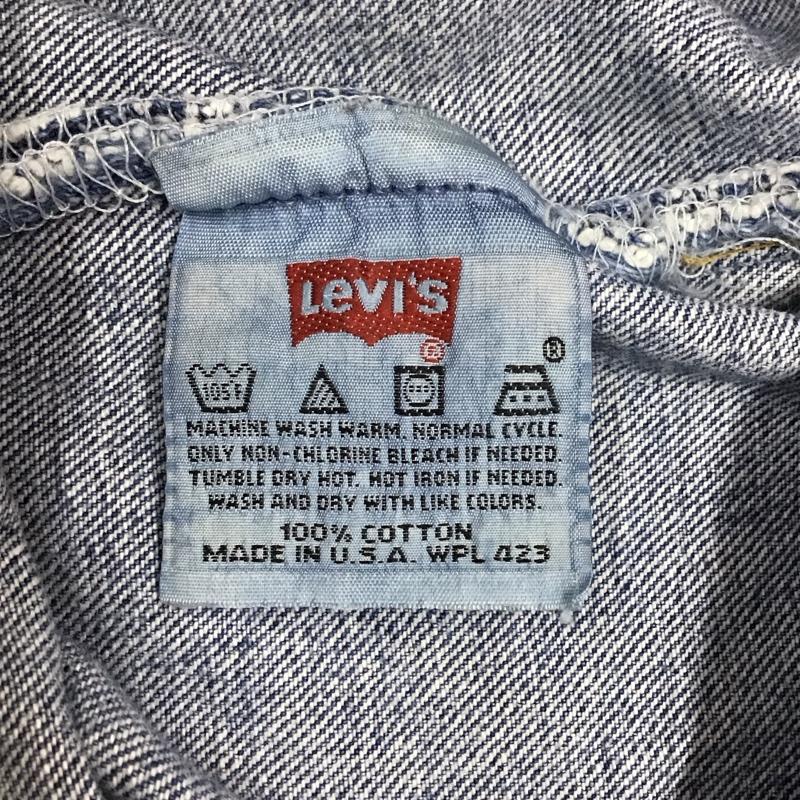 Levi's
®
®
105F
MACHINE WASH WARM, NORMAL CYCLE.
ONLY NON-CHLORINE BLEACH IF NEEDED.
TUMBLE DRY HOT. HOT IRON IF NEEDED.
WASH AND DRY WITH LIKE COLORS.
100% COTTON
MADE IN U.S.A. WPL 423